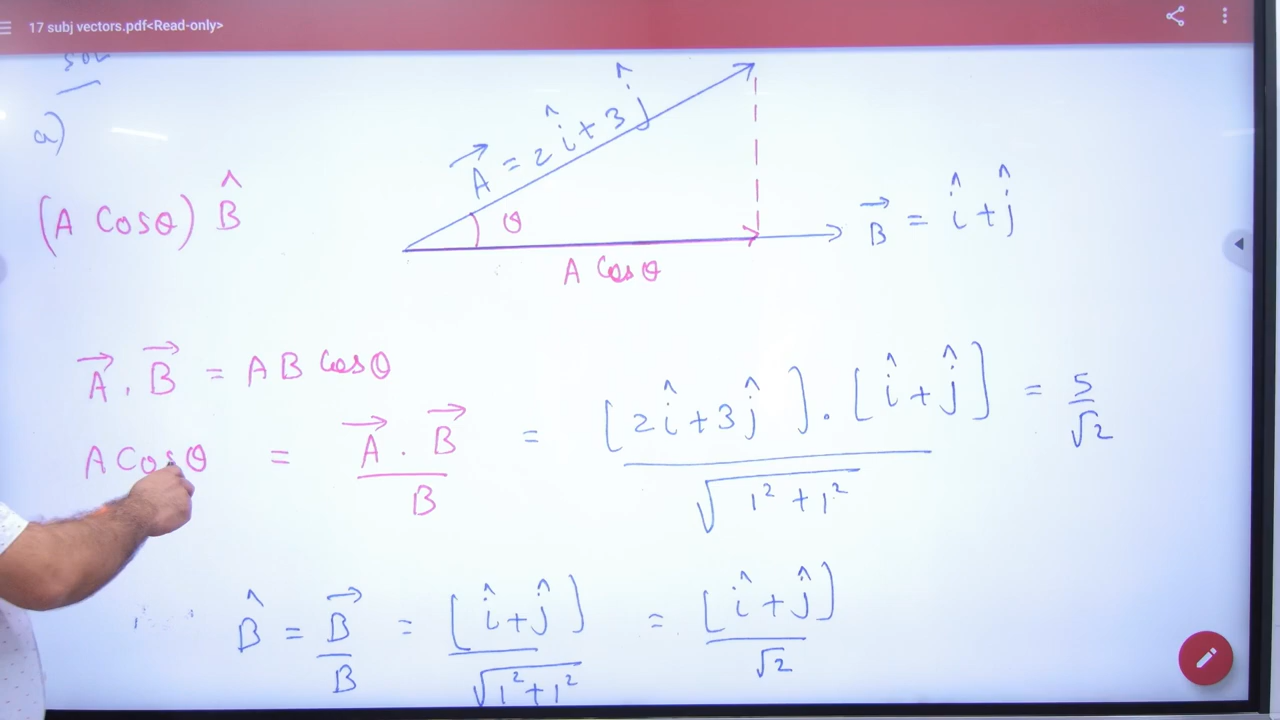 17 subj vectors.pdf<Read-only>
Soln
a)
(A Cosθ) B̂
A⃗ = 2î + 3ĵ
θ
A Cosθ
B⃗ = î + ĵ
A⃗ . B⃗ = A B Cosθ
A Cosθ = A⃗ . B⃗ / B = [2î + 3ĵ] . [î + ĵ] / √(1² + 1²) = 5/√2
B̂ = B⃗ / B = [î + ĵ] / √(1² + 1²) = [î + ĵ] / √2